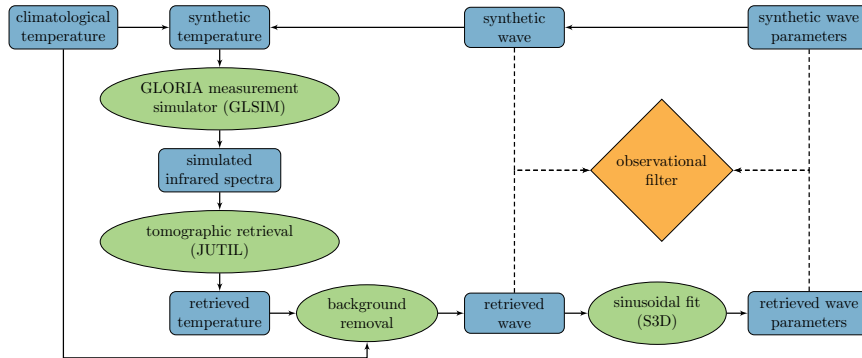 climatological
temperature
synthetic
temperature
synthetic
wave
synthetic wave
parameters
GLORIA measurement
simulator (GLSIM)
simulated
infrared spectra
observational
filter
tomographic retrieval
(JUTIL)
retrieved
temperature
background
removal
retrieved
wave
sinusoidal fit
(S3D)
retrieved wave
parameters